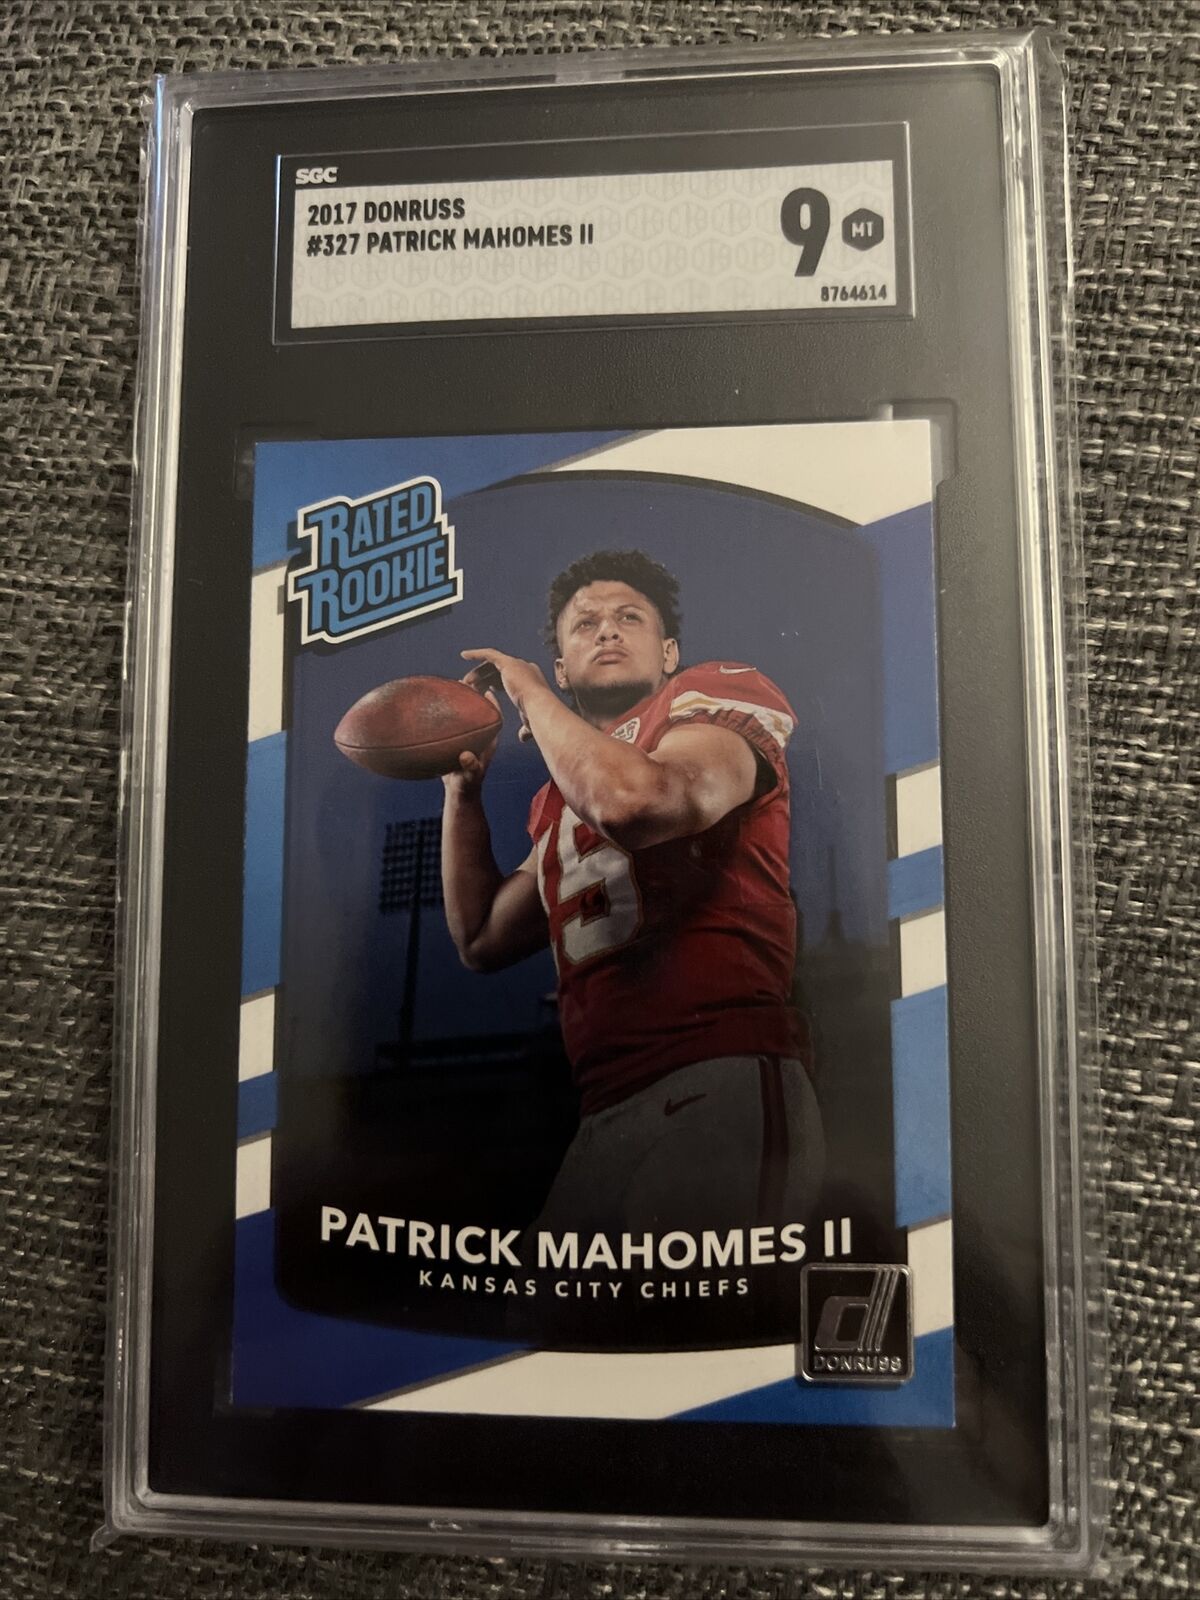 SGC
2017 DONRUSS
#327 PATRICK MAHOMES II
9 MT
8764614
RATED
ROOKIE
5
PATRICK MAHOMES II
KANSAS CITY CHIEFS
d
DONRUSS